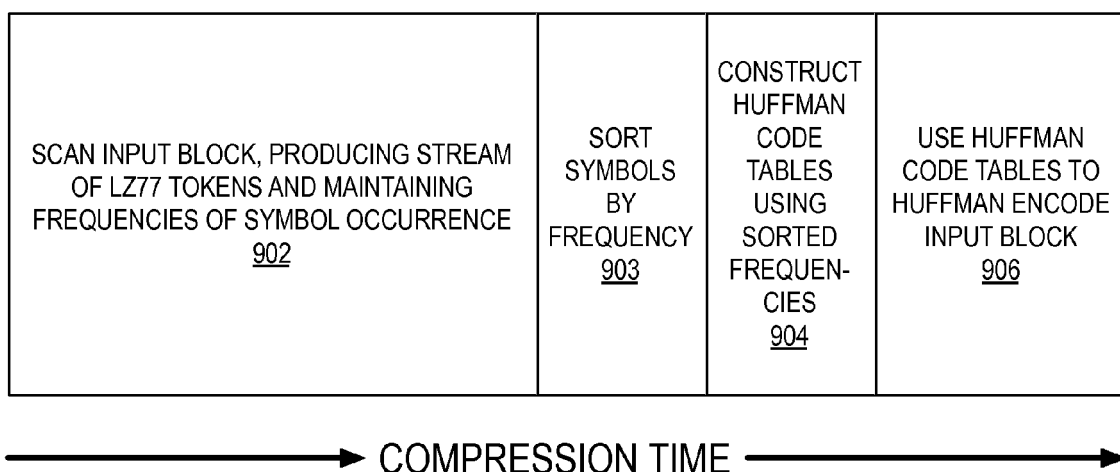 SCAN INPUT BLOCK, PRODUCING STREAM
OF LZ77 TOKENS AND MAINTAINING
FREQUENCIES OF SYMBOL OCCURRENCE
902
SORT
SYMBOLS
BY
FREQUENCY
903
CONSTRUCT
HUFFMAN
CODE
TABLES
USING
SORTED
FREQUEN-
CIES
904
USE HUFFMAN
CODE TABLES TO
HUFFMAN ENCODE
INPUT BLOCK
906
COMPRESSION TIME